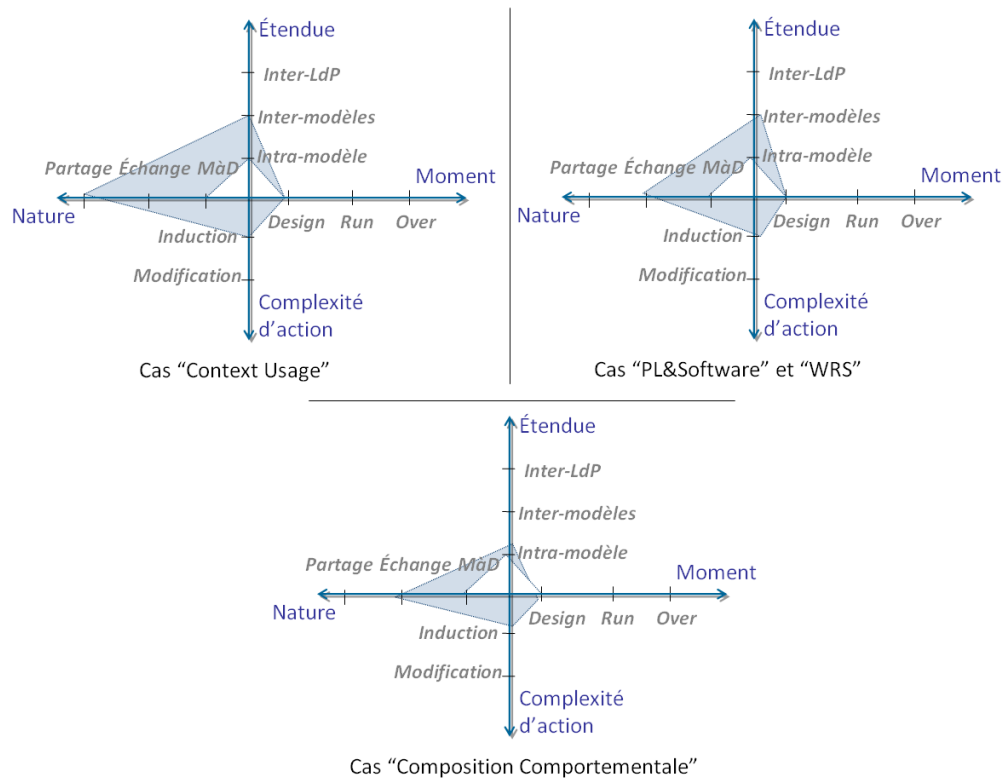 Étendue
Inter-LdP
Inter-modèles
Intra-modèle
Partage Échange MàD
Moment
Nature
Design Run Over
Induction
Modification
Complexité
d'action
Cas “Context Usage”
Étendue
Inter-LdP
Inter-modèles
Intra-modèle
Partage Échange MàD
Moment
Nature
Design Run Over
Induction
Modification
Complexité
d'action
Cas “PL&Software” et “WRS”
Étendue
Inter-LdP
Inter-modèles
Intra-modèle
Partage Échange MàD
Moment
Nature
Design Run Over
Induction
Modification
Complexité
d'action
Cas “Composition Comportementale”